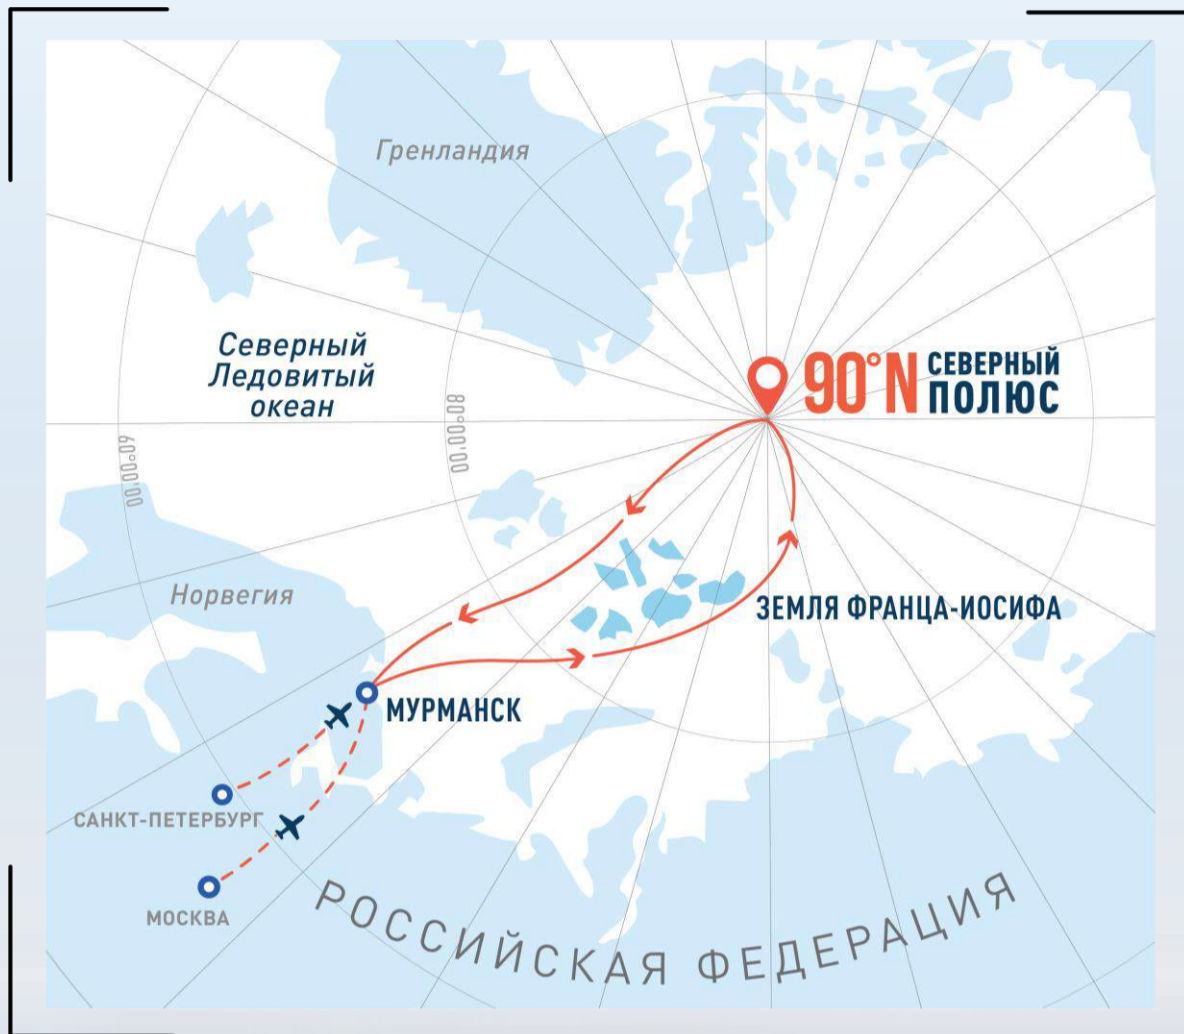 Гренландия
Северный
Ледовитый
океан
90°N СЕВЕРНЫЙ
ПОЛЮС
80°00'00
60°00'00
Норвегия
ЗЕМЛЯ ФРАНЦА-ИОСИФА
МУРМАНСК
САНКТ-ПЕТЕРБУРГ
МОСКВА
РОССИЙСКАЯ ФЕДЕРАЦИЯ